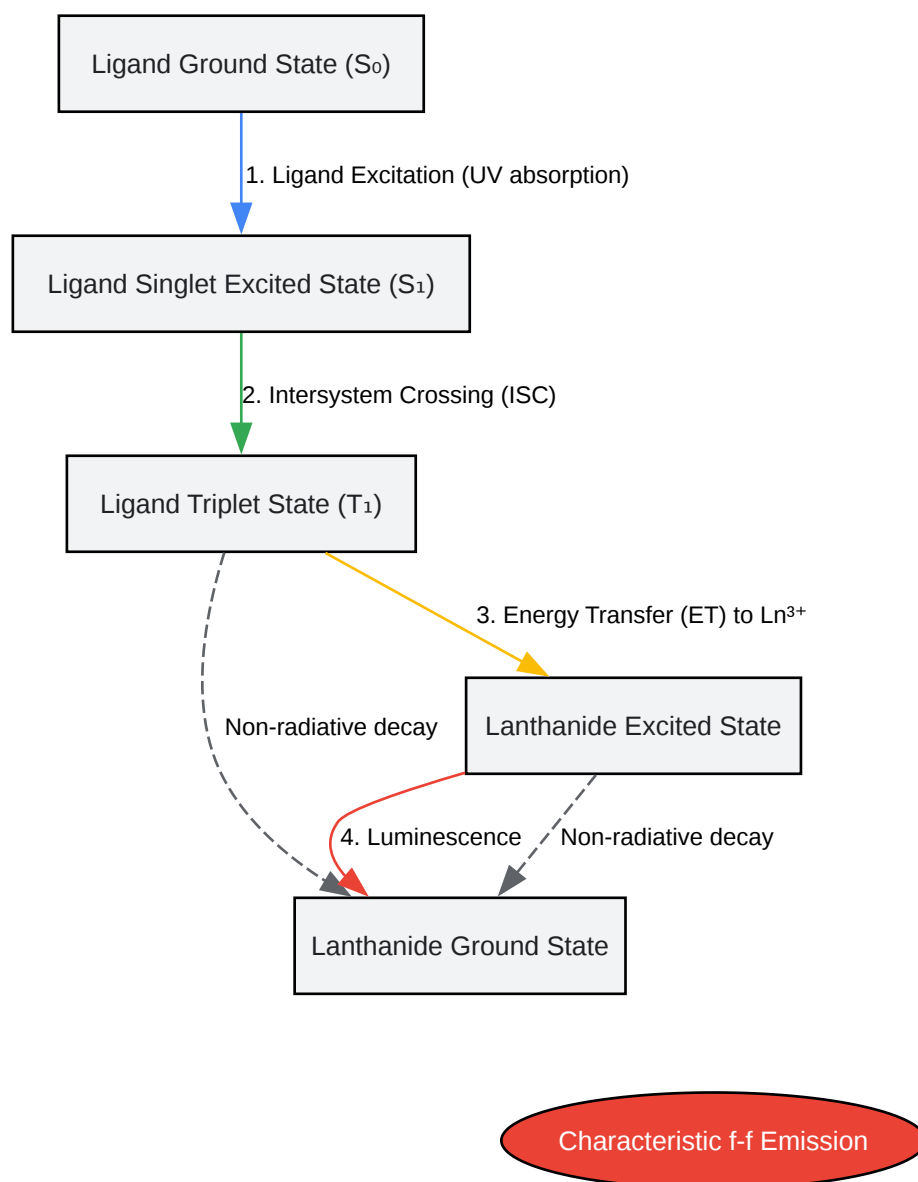 Ligand Ground State (S₀)
1. Ligand Excitation (UV absorption)
Ligand Singlet Excited State (S₁)
2. Intersystem Crossing (ISC)
Ligand Triplet State (T₁)
3. Energy Transfer (ET) to Ln³⁺
Non-radiative decay
Lanthanide Excited State
4. Luminescence
Non-radiative decay
Lanthanide Ground State
Characteristic f-f Emission